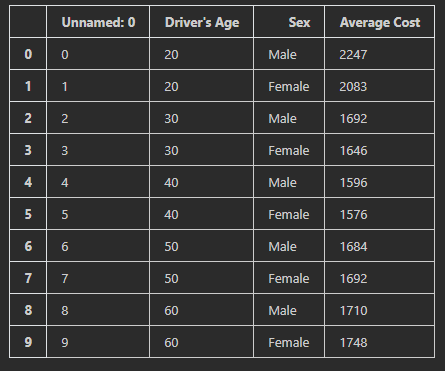 Unnamed: 0 Driver's Age Sex Average Cost
0 0 20 Male 2247
1 1 20 Female 2083
2 2 30 Male 1692
3 3 30 Female 1646
4 4 40 Male 1596
5 5 40 Female 1576
6 6 50 Male 1684
7 7 50 Female 1692
8 8 60 Male 1710
9 9 60 Female 1748